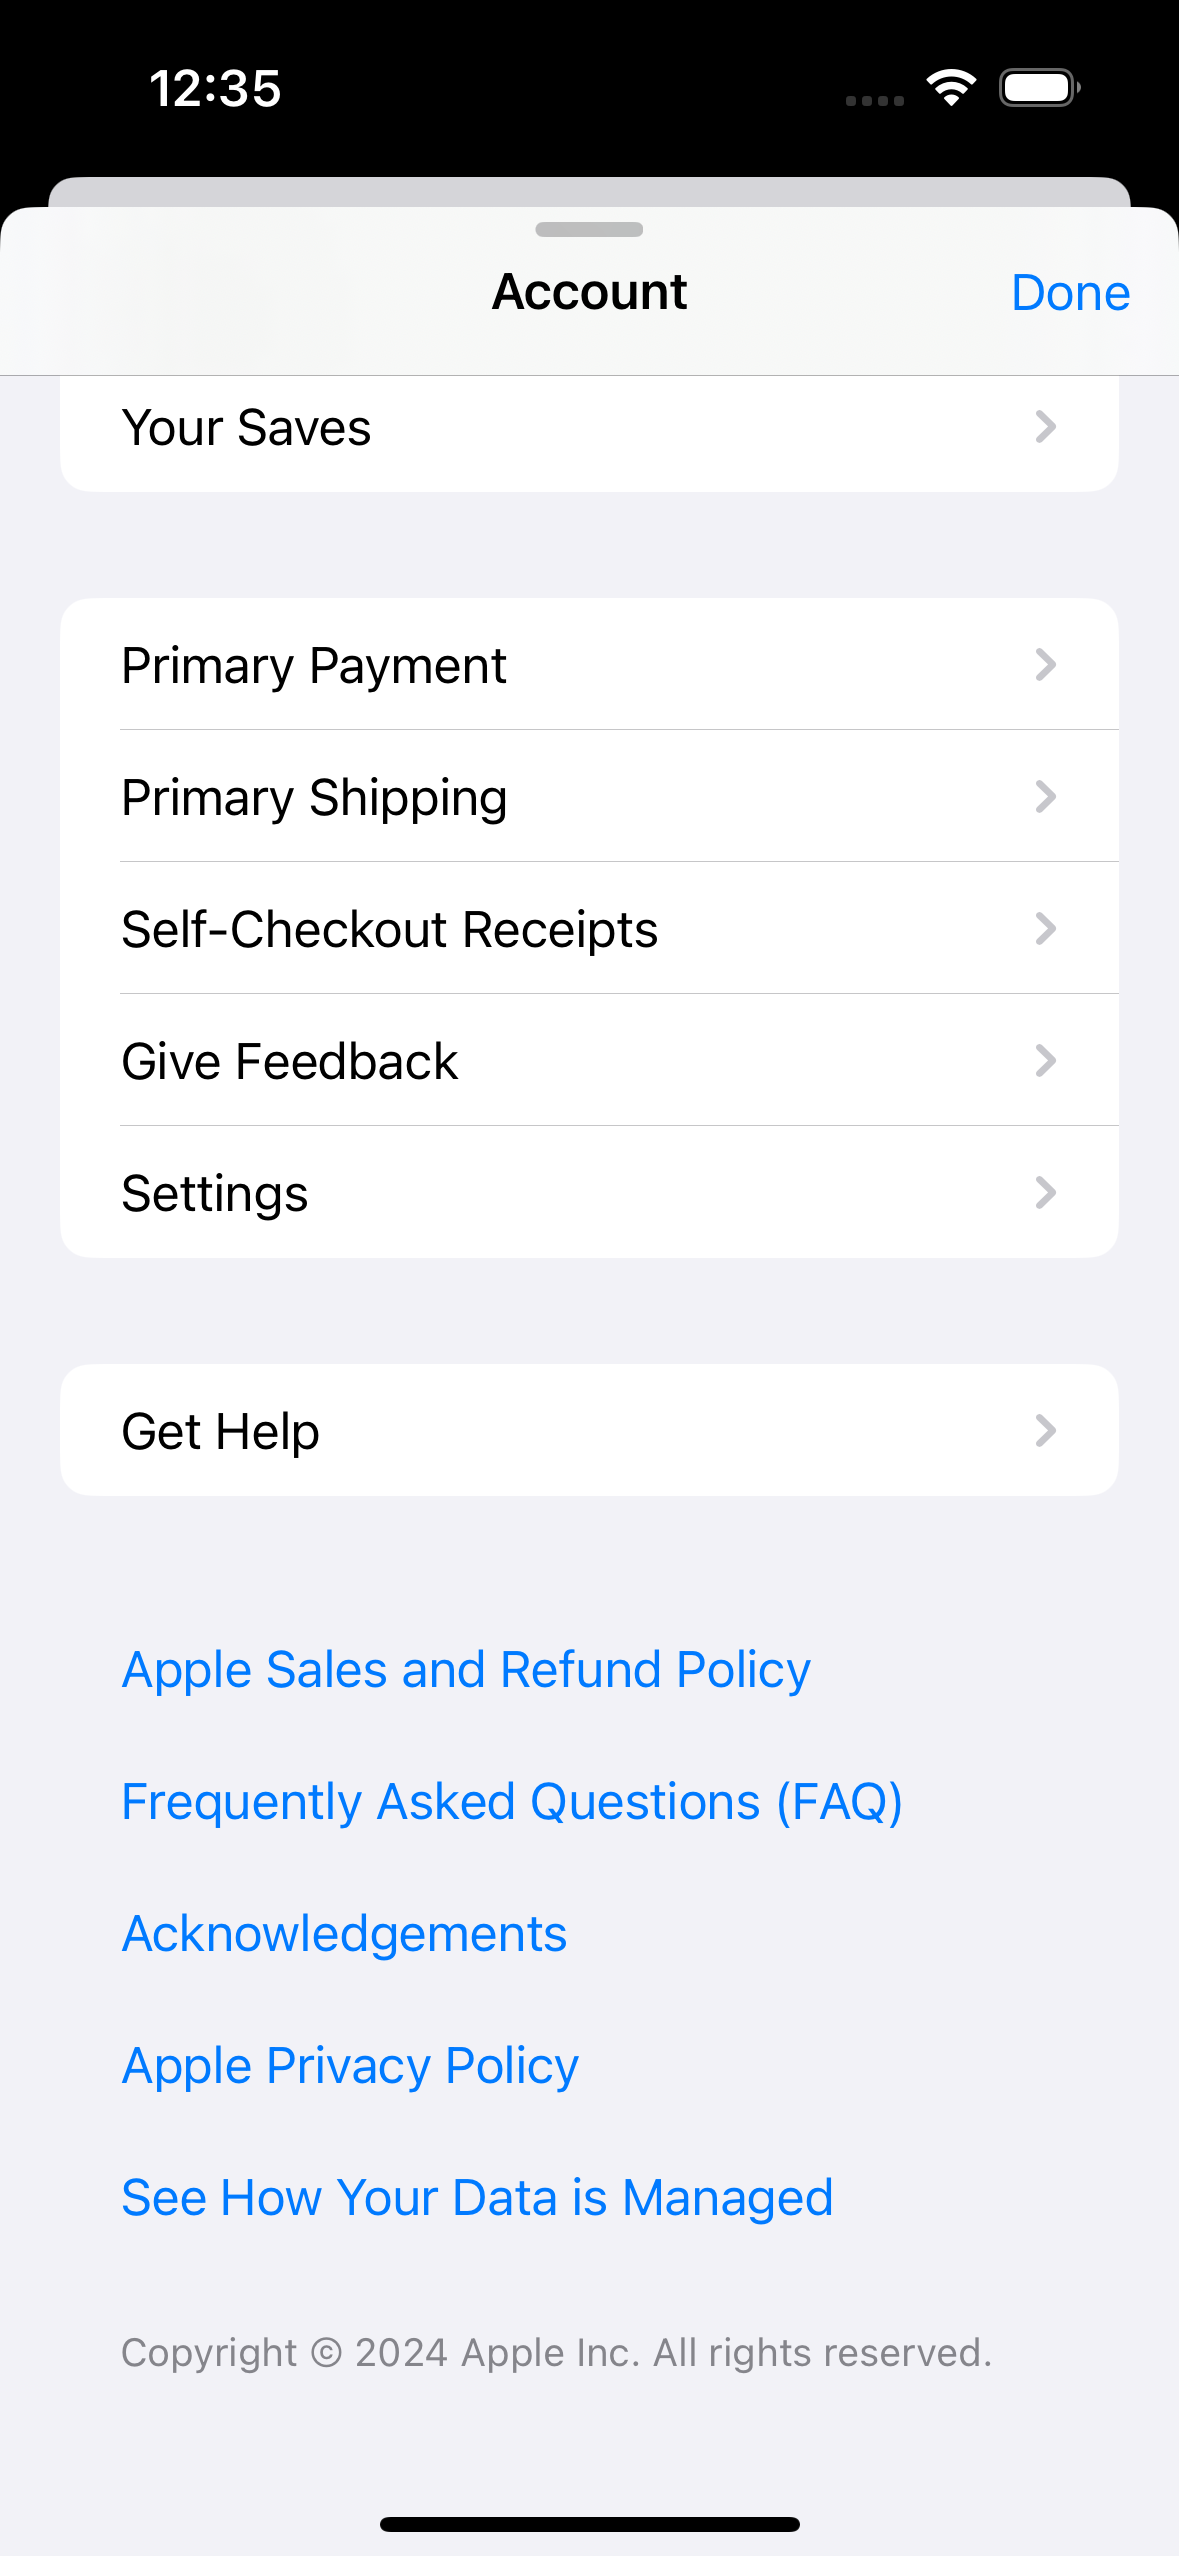 12:35
Account
Done
Your Saves
Primary Payment
Primary Shipping
Self-Checkout Receipts
Give Feedback
Settings
Get Help
Apple Sales and Refund Policy
Frequently Asked Questions (FAQ)
Acknowledgements
Apple Privacy Policy
See How Your Data is Managed
Copyright © 2024 Apple Inc. All rights reserved.